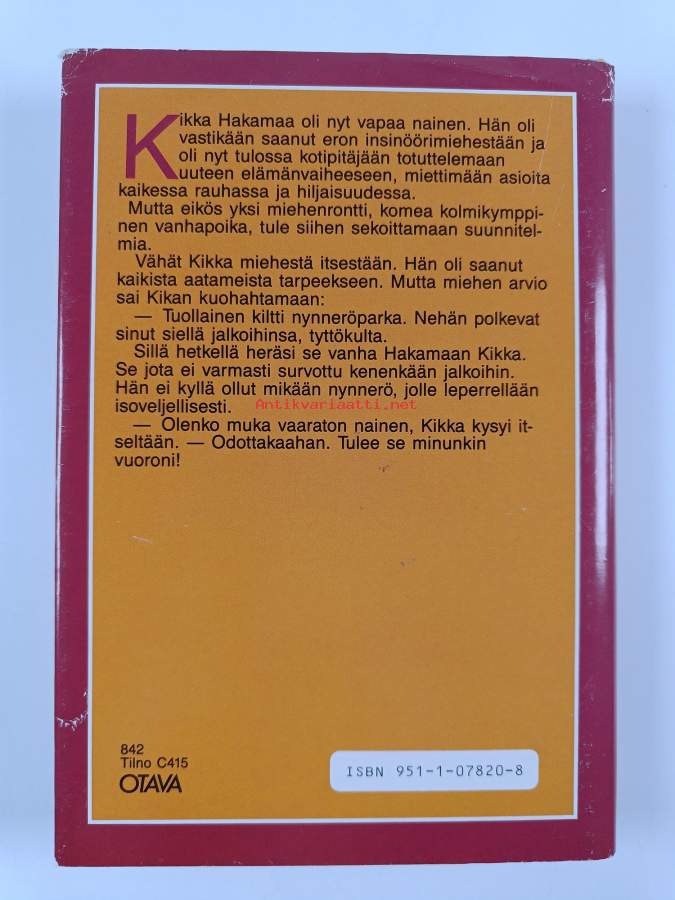 Kikka Hakamaa oli nyt vapaa nainen. Hän oli
vastikään saanut eron insinöörimiehestään ja
oli nyt tulossa kotipitäjään totuttelemaan
uuteen elämänvaiheeseen, miettimään asioita
kaikessa rauhassa ja hiljaisuudessa.
Mutta eikös yksi miehenrontti, komea kolmikymppi-
nen vanhapoika, tule siihen sekoittamaan suunnitel-
mia.
Vähät Kikka miehestä itsestään. Hän oli saanut
kaikista aatameista tarpeekseen. Mutta miehen arvio
sai Kikan kuohahtamaan:
— Tuollainen kiltti nynneröparka. Nehän polkevat
sinut siellä jalkoihinsa, tyttökulta.
Sillä hetkellä heräsi se vanha Hakamaan Kikka.
Se jota ei varmasti survottu kenenkään jalkoihin.
Hän ei kyllä ollut mikään nynnerö, jolle leperrellään
isoveljellisesti.
Antikvariaatti.net
— Olenko muka vaaraton nainen, Kikka kysyi it-
seltään. — Odottakaahan. Tulee se minunkin
vuoroni!
842
Tilno C415
OTAVA
ISBN 951-1-07820-8